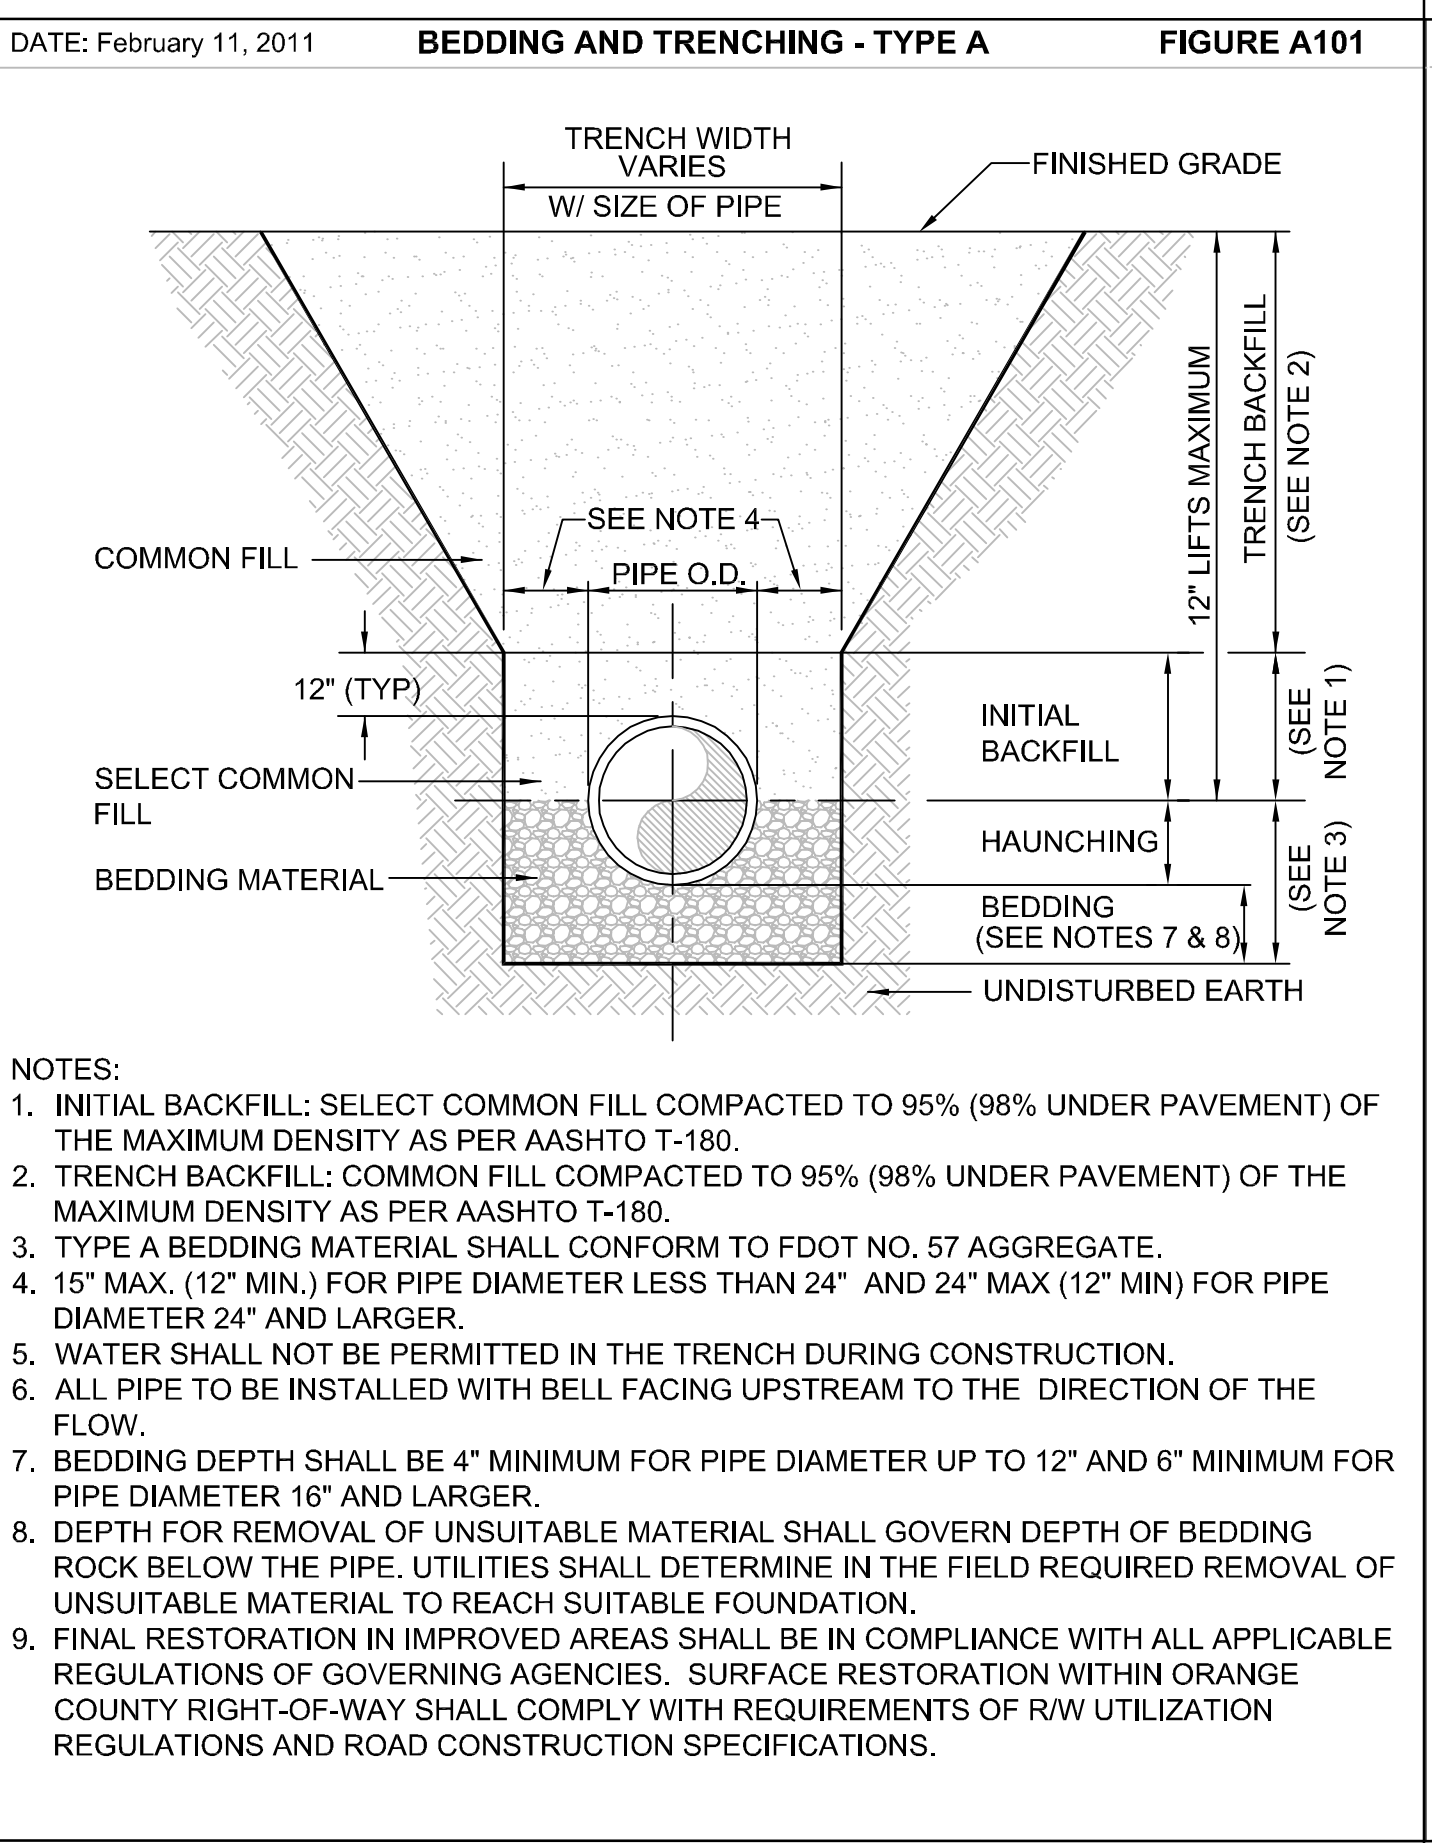 DATE: February 11, 2011 BEDDING AND TRENCHING - TYPE A FIGURE A101
TRENCH WIDTH
VARIES
W/ SIZE OF PIPE
FINISHED GRADE
12" LIFTS MAXIMUM
TRENCH BACKFILL
(SEE NOTE 2)
SEE NOTE 4
COMMON FILL
PIPE O.D.
12" (TYP)
INITIAL
BACKFILL
(SEE
NOTE 1)
SELECT COMMON
FILL
HAUNCHING
(SEE
NOTE 3)
BEDDING MATERIAL
BEDDING
(SEE NOTES 7 & 8)
UNDISTURBED EARTH
NOTES:
1. INITIAL BACKFILL: SELECT COMMON FILL COMPACTED TO 95% (98% UNDER PAVEMENT) OF
THE MAXIMUM DENSITY AS PER AASHTO T-180.
2. TRENCH BACKFILL: COMMON FILL COMPACTED TO 95% (98% UNDER PAVEMENT) OF THE
MAXIMUM DENSITY AS PER AASHTO T-180.
3. TYPE A BEDDING MATERIAL SHALL CONFORM TO FDOT NO. 57 AGGREGATE.
4. 15" MAX. (12" MIN.) FOR PIPE DIAMETER LESS THAN 24" AND 24" MAX (12" MIN) FOR PIPE
DIAMETER 24" AND LARGER.
5. WATER SHALL NOT BE PERMITTED IN THE TRENCH DURING CONSTRUCTION.
6. ALL PIPE TO BE INSTALLED WITH BELL FACING UPSTREAM TO THE DIRECTION OF THE
FLOW.
7. BEDDING DEPTH SHALL BE 4" MINIMUM FOR PIPE DIAMETER UP TO 12" AND 6" MINIMUM FOR
PIPE DIAMETER 16" AND LARGER.
8. DEPTH FOR REMOVAL OF UNSUITABLE MATERIAL SHALL GOVERN DEPTH OF BEDDING
ROCK BELOW THE PIPE. UTILITIES SHALL DETERMINE IN THE FIELD REQUIRED REMOVAL OF
UNSUITABLE MATERIAL TO REACH SUITABLE FOUNDATION.
9. FINAL RESTORATION IN IMPROVED AREAS SHALL BE IN COMPLIANCE WITH ALL APPLICABLE
REGULATIONS OF GOVERNING AGENCIES. SURFACE RESTORATION WITHIN ORANGE
COUNTY RIGHT-OF-WAY SHALL COMPLY WITH REQUIREMENTS OF R/W UTILIZATION
REGULATIONS AND ROAD CONSTRUCTION SPECIFICATIONS.